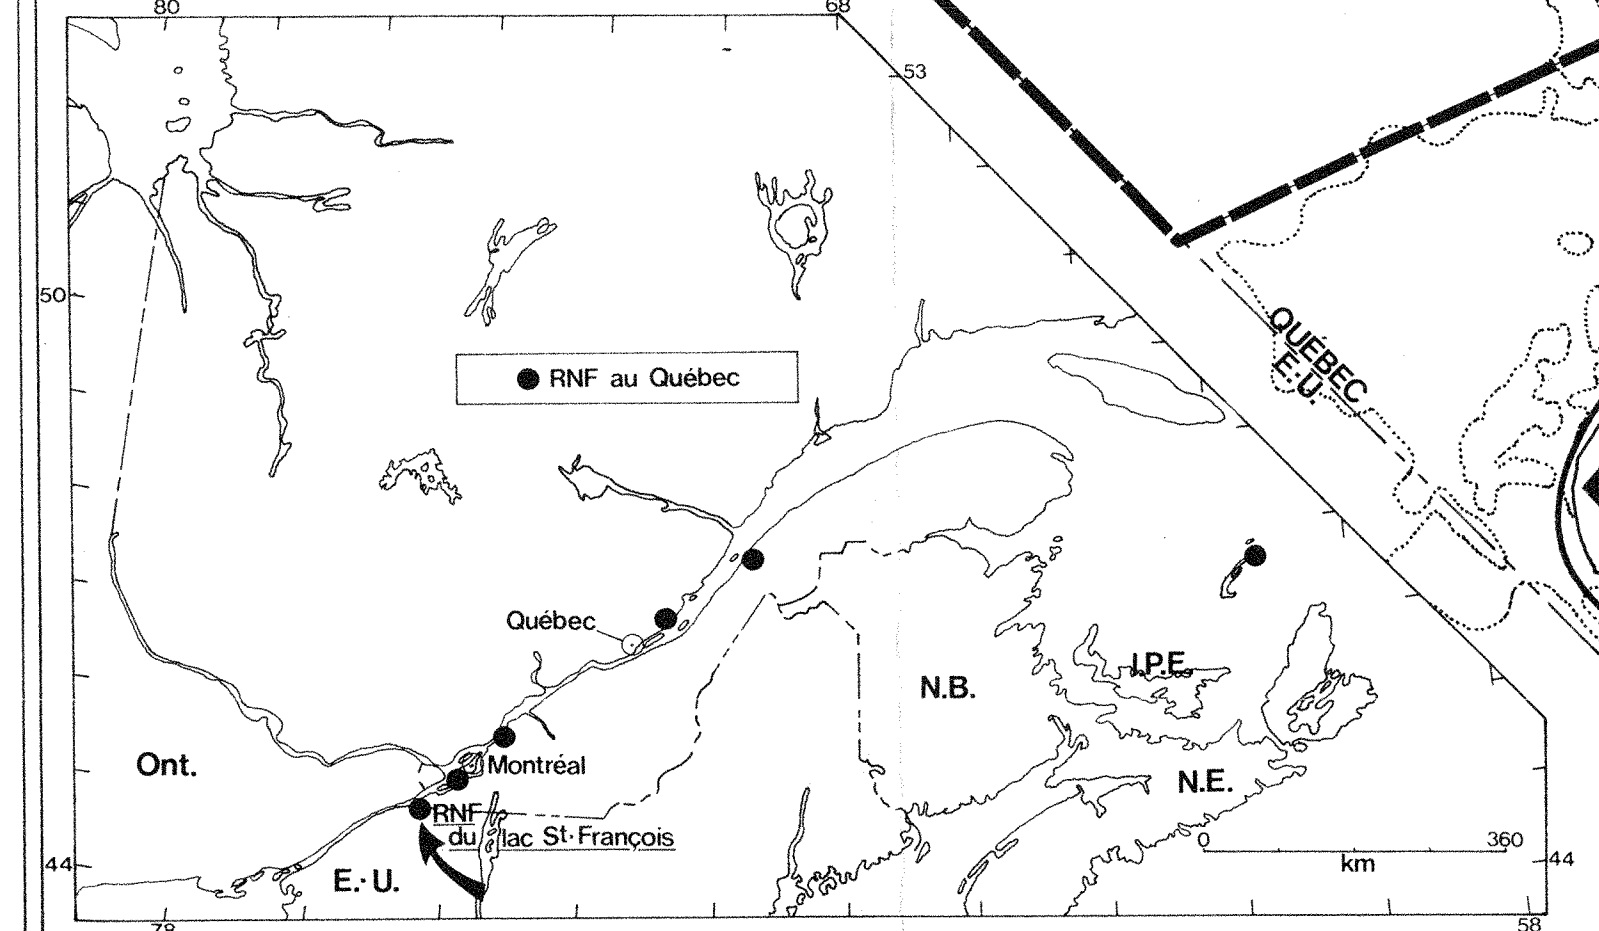 80
68
53
50
QUÉBEC
É.U.
RNF au Québec
Québec
I.P.E.
N.B.
Ont.
Montréal
N.E.
RNF
du lac St-François
0 360
km
44
44
E.-U.
78
58